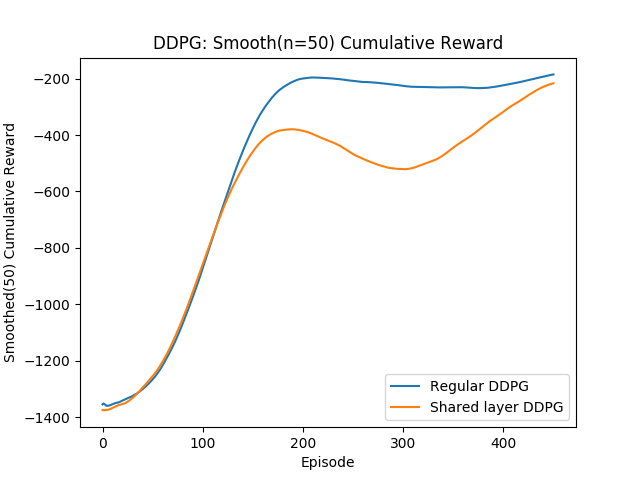 DDPG: Smooth(n=50) Cumulative Reward
Smoothed(50) Cumulative Reward
−200
−400
−600
−800
−1000
−1200
−1400
0
100
200
300
400
Episode
Regular DDPG
Shared layer DDPG